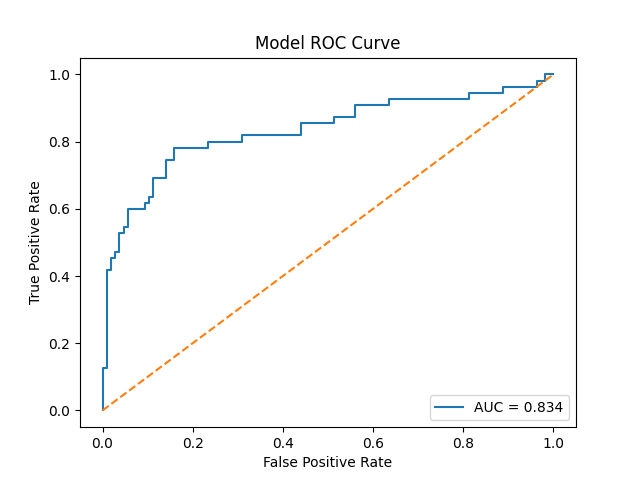 Model ROC Curve
1.0
0.8
0.6
0.4
0.2
0.0
True Positive Rate
0.0 0.2 0.4 0.6 0.8 1.0
False Positive Rate
AUC = 0.834